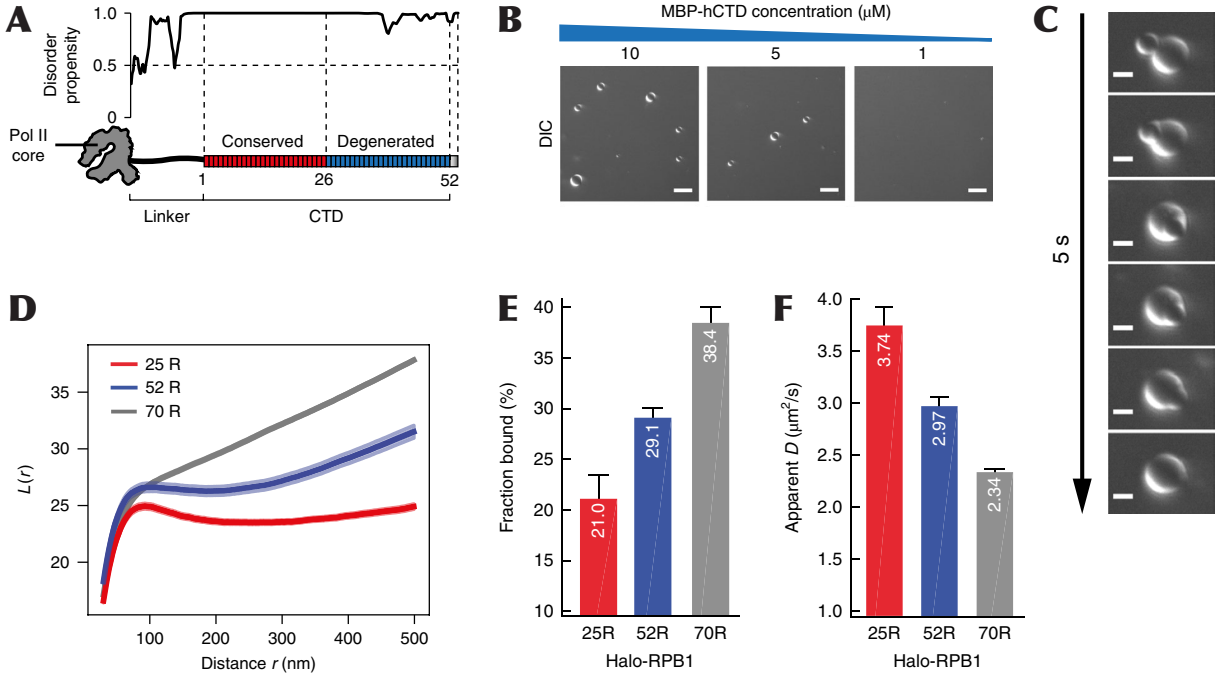 A
Disorder
propensity
1.0
0.5
0
Pol II
core
Conserved
Degenerated
1
26
52
Linker
CTD
B
MBP-hCTD concentration (μM)
10
5
1
DIC
C
5 s
D
25 R
52 R
70 R
L(r)
35
30
25
20
100
200
300
400
500
Distance r (nm)
E
Fraction bound (%)
40
35
30
25
20
15
10
21.0
29.1
38.4
25R
52R
70R
Halo-RPB1
F
Apparent D (μm²/s)
4.0
3.5
3.0
2.5
2.0
1.5
1.0
3.74
2.97
2.34
25R
52R
70R
Halo-RPB1